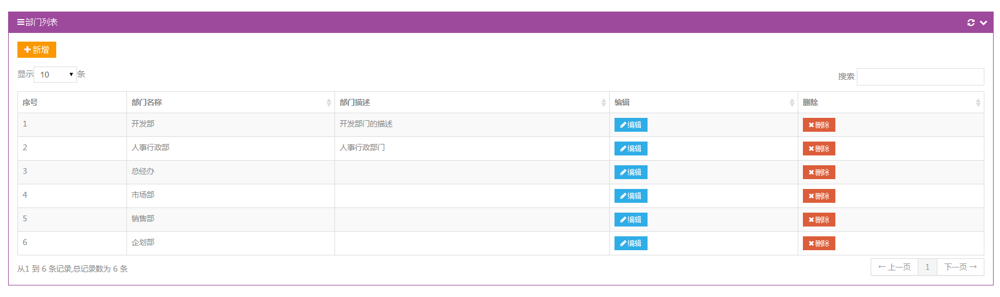 部门列表
新增
显示 10 条
搜索
序号 部门名称 部门描述 编辑 删除
1 开发部 开发部门的描述 编辑 删除
2 人事行政部 人事行政部门 编辑 删除
3 总经办 编辑 删除
4 市场部 编辑 删除
5 销售部 编辑 删除
6 企划部 编辑 删除
从1 到 6 条记录,总记录数为 6 条
← 上一页 1 下一页 →